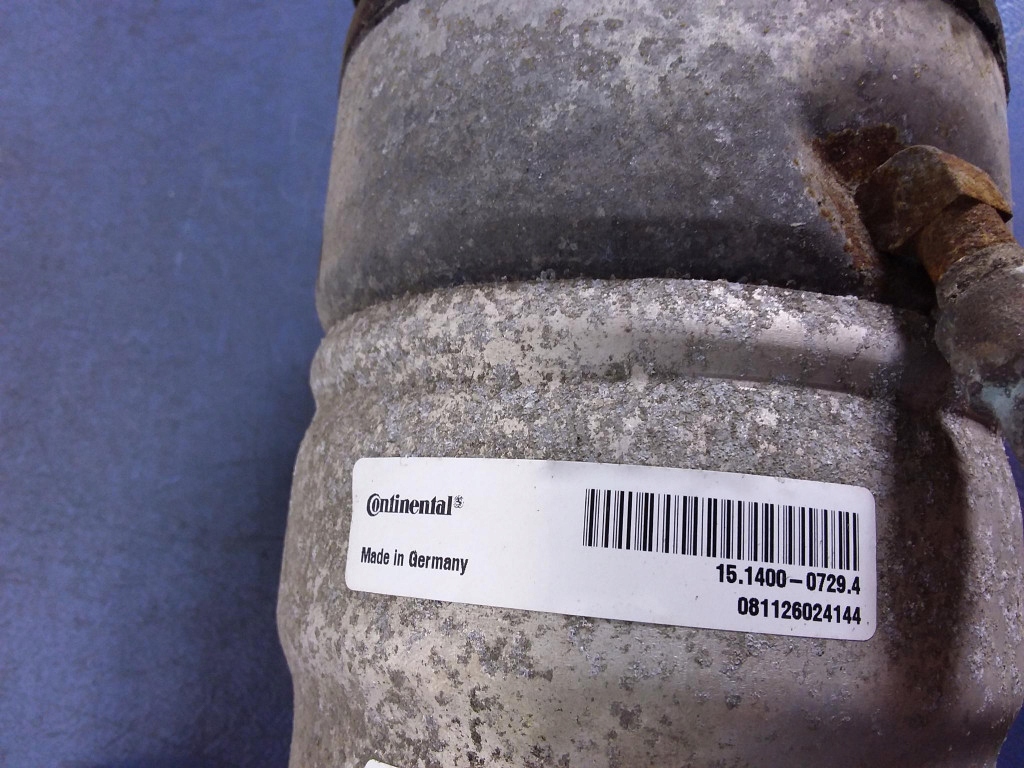 Continental
Made in Germany
15.1400-0729.4
081126024144